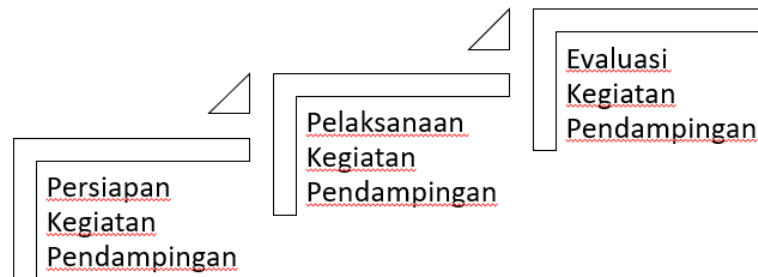 Persiapan
Kegiatan
Pendampingan
Pelaksanaan
Kegiatan
Pendampingan
Evaluasi
Kegiatan
Pendampingan